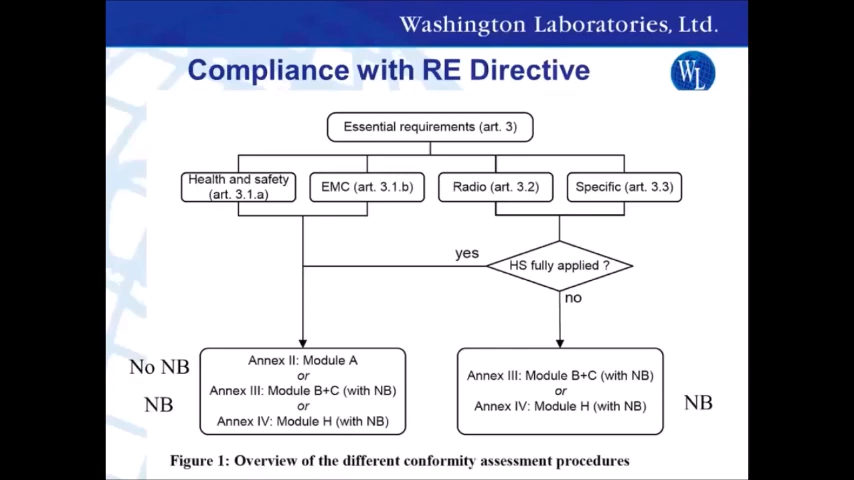 Washington Laboratories, Ltd.
Compliance with RE Directive
WL
Essential requirements (art. 3)
Health and safety
(art. 3.1.a)
EMC (art. 3.1.b)
Radio (art. 3.2)
Specific (art. 3.3)
yes
HS fully applied ?
no
No NB
NB
Annex II: Module A
or
Annex III: Module B+C (with NB)
or
Annex IV: Module H (with NB)
Annex III: Module B+C (with NB)
or
Annex IV: Module H (with NB)
NB
Figure 1: Overview of the different conformity assessment procedures